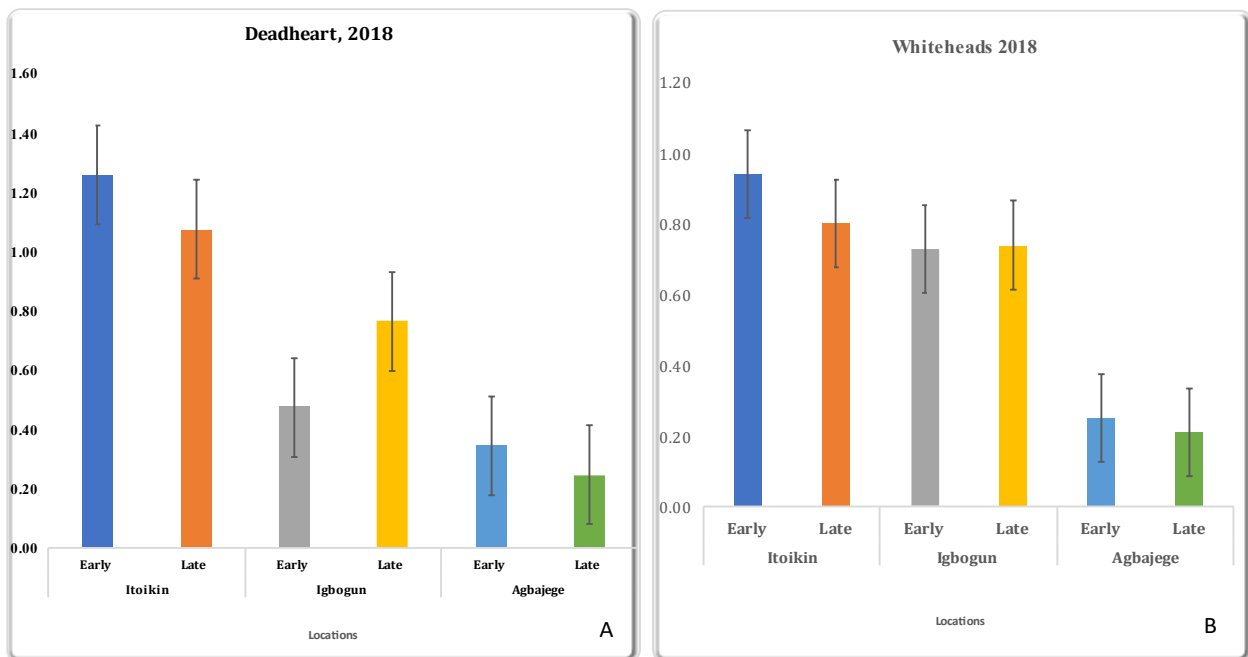 Deadheart, 2018
1.60
1.40
1.20
1.00
0.80
0.60
0.40
0.20
0.00
Early Late Early Late Early Late
Itoikin Igbogun Agbajege
Locations
A
Whiteheads 2018
1.20
1.00
0.80
0.60
0.40
0.20
0.00
Early Late Early Late Early Late
Itoikin Igbogun Agbajege
Locations
B